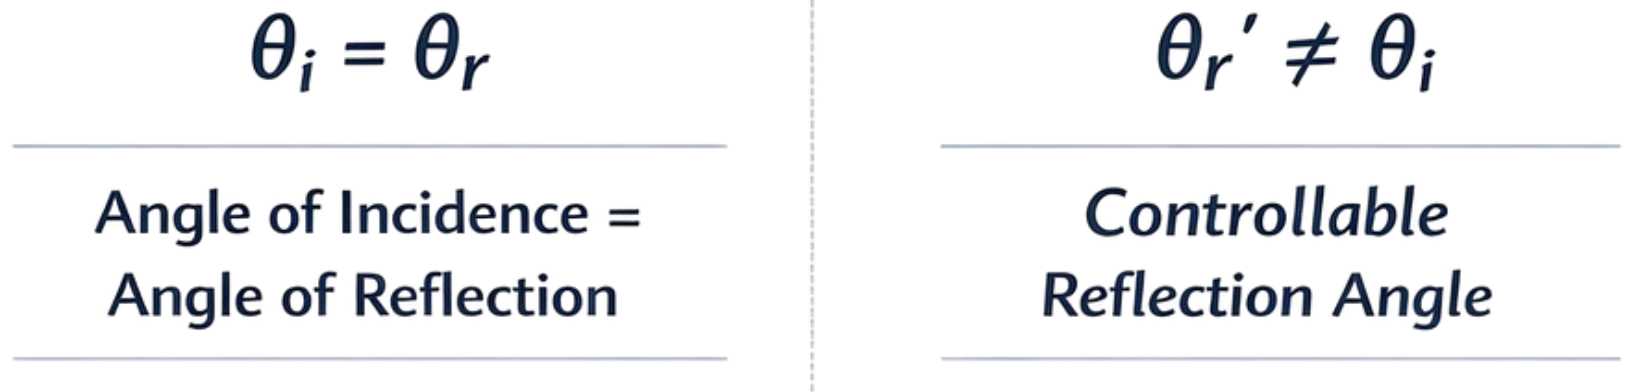 θᵢ = θᵣ
Angle of Incidence =
Angle of Reflection
θᵣ′ ≠ θᵢ
Controllable
Reflection Angle